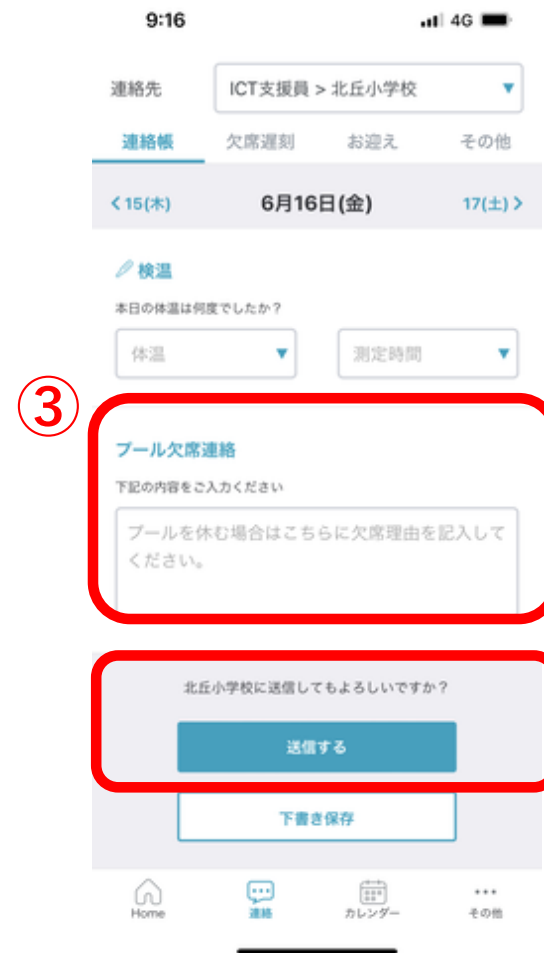 9:16
4G
連絡先
ICT支援員 > 北丘小学校
連絡帳 欠席遅刻 お迎え その他
15(木) 6月16日(金) 17(土)
検温
本日の体温は何度でしたか？
体温 測定時間
③
プール欠席連絡
下記の内容をご入力ください
プールを休む場合はこちらに欠席理由を記入して
ください。
北丘小学校に送信してもよろしいですか？
送信する
下書き保存
Home 連絡 カレンダー その他